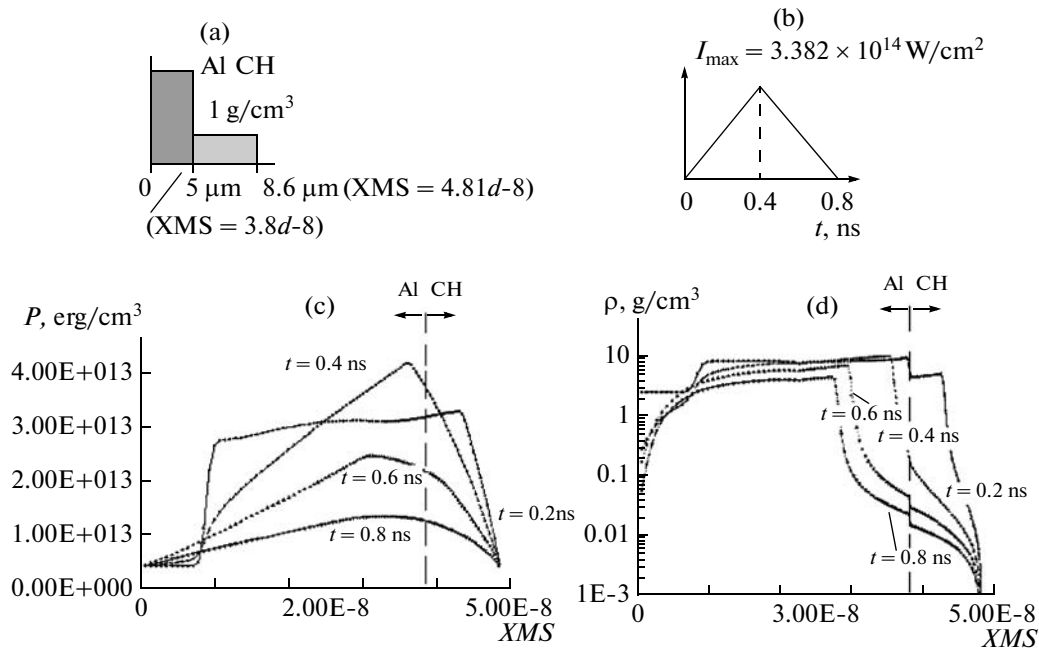 (a)
Al CH
1 g/cm³
0 5 μm 8.6 μm (XMS = 4.81d-8)
(XMS = 3.8d-8)
(b)
I_max = 3.382 × 10¹⁴ W/cm²
0 0.4 0.8
t, ns
(c)
P, erg/cm³
Al CH
4.00E+013
3.00E+013
2.00E+013
1.00E+013
0.00E+000
t = 0.4 ns
t = 0.6 ns
t = 0.2ns
t = 0.8 ns
0 2.00E-8 5.00E-8
XMS
(d)
ρ, g/cm³
Al CH
10
1
0.1
0.01
1E-3
t = 0.6 ns
t = 0.4 ns
t = 0.2 ns
t = 0.8 ns
0 3.00E-8 5.00E-8
XMS